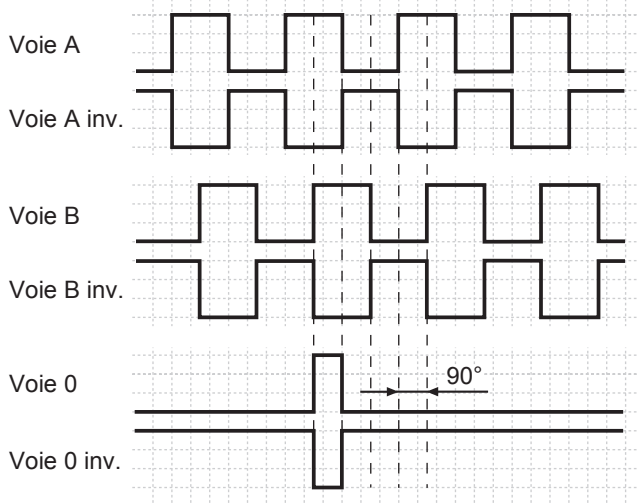 Voie A
Voie A inv.
Voie B
Voie B inv.
Voie 0
90°
Voie 0 inv.